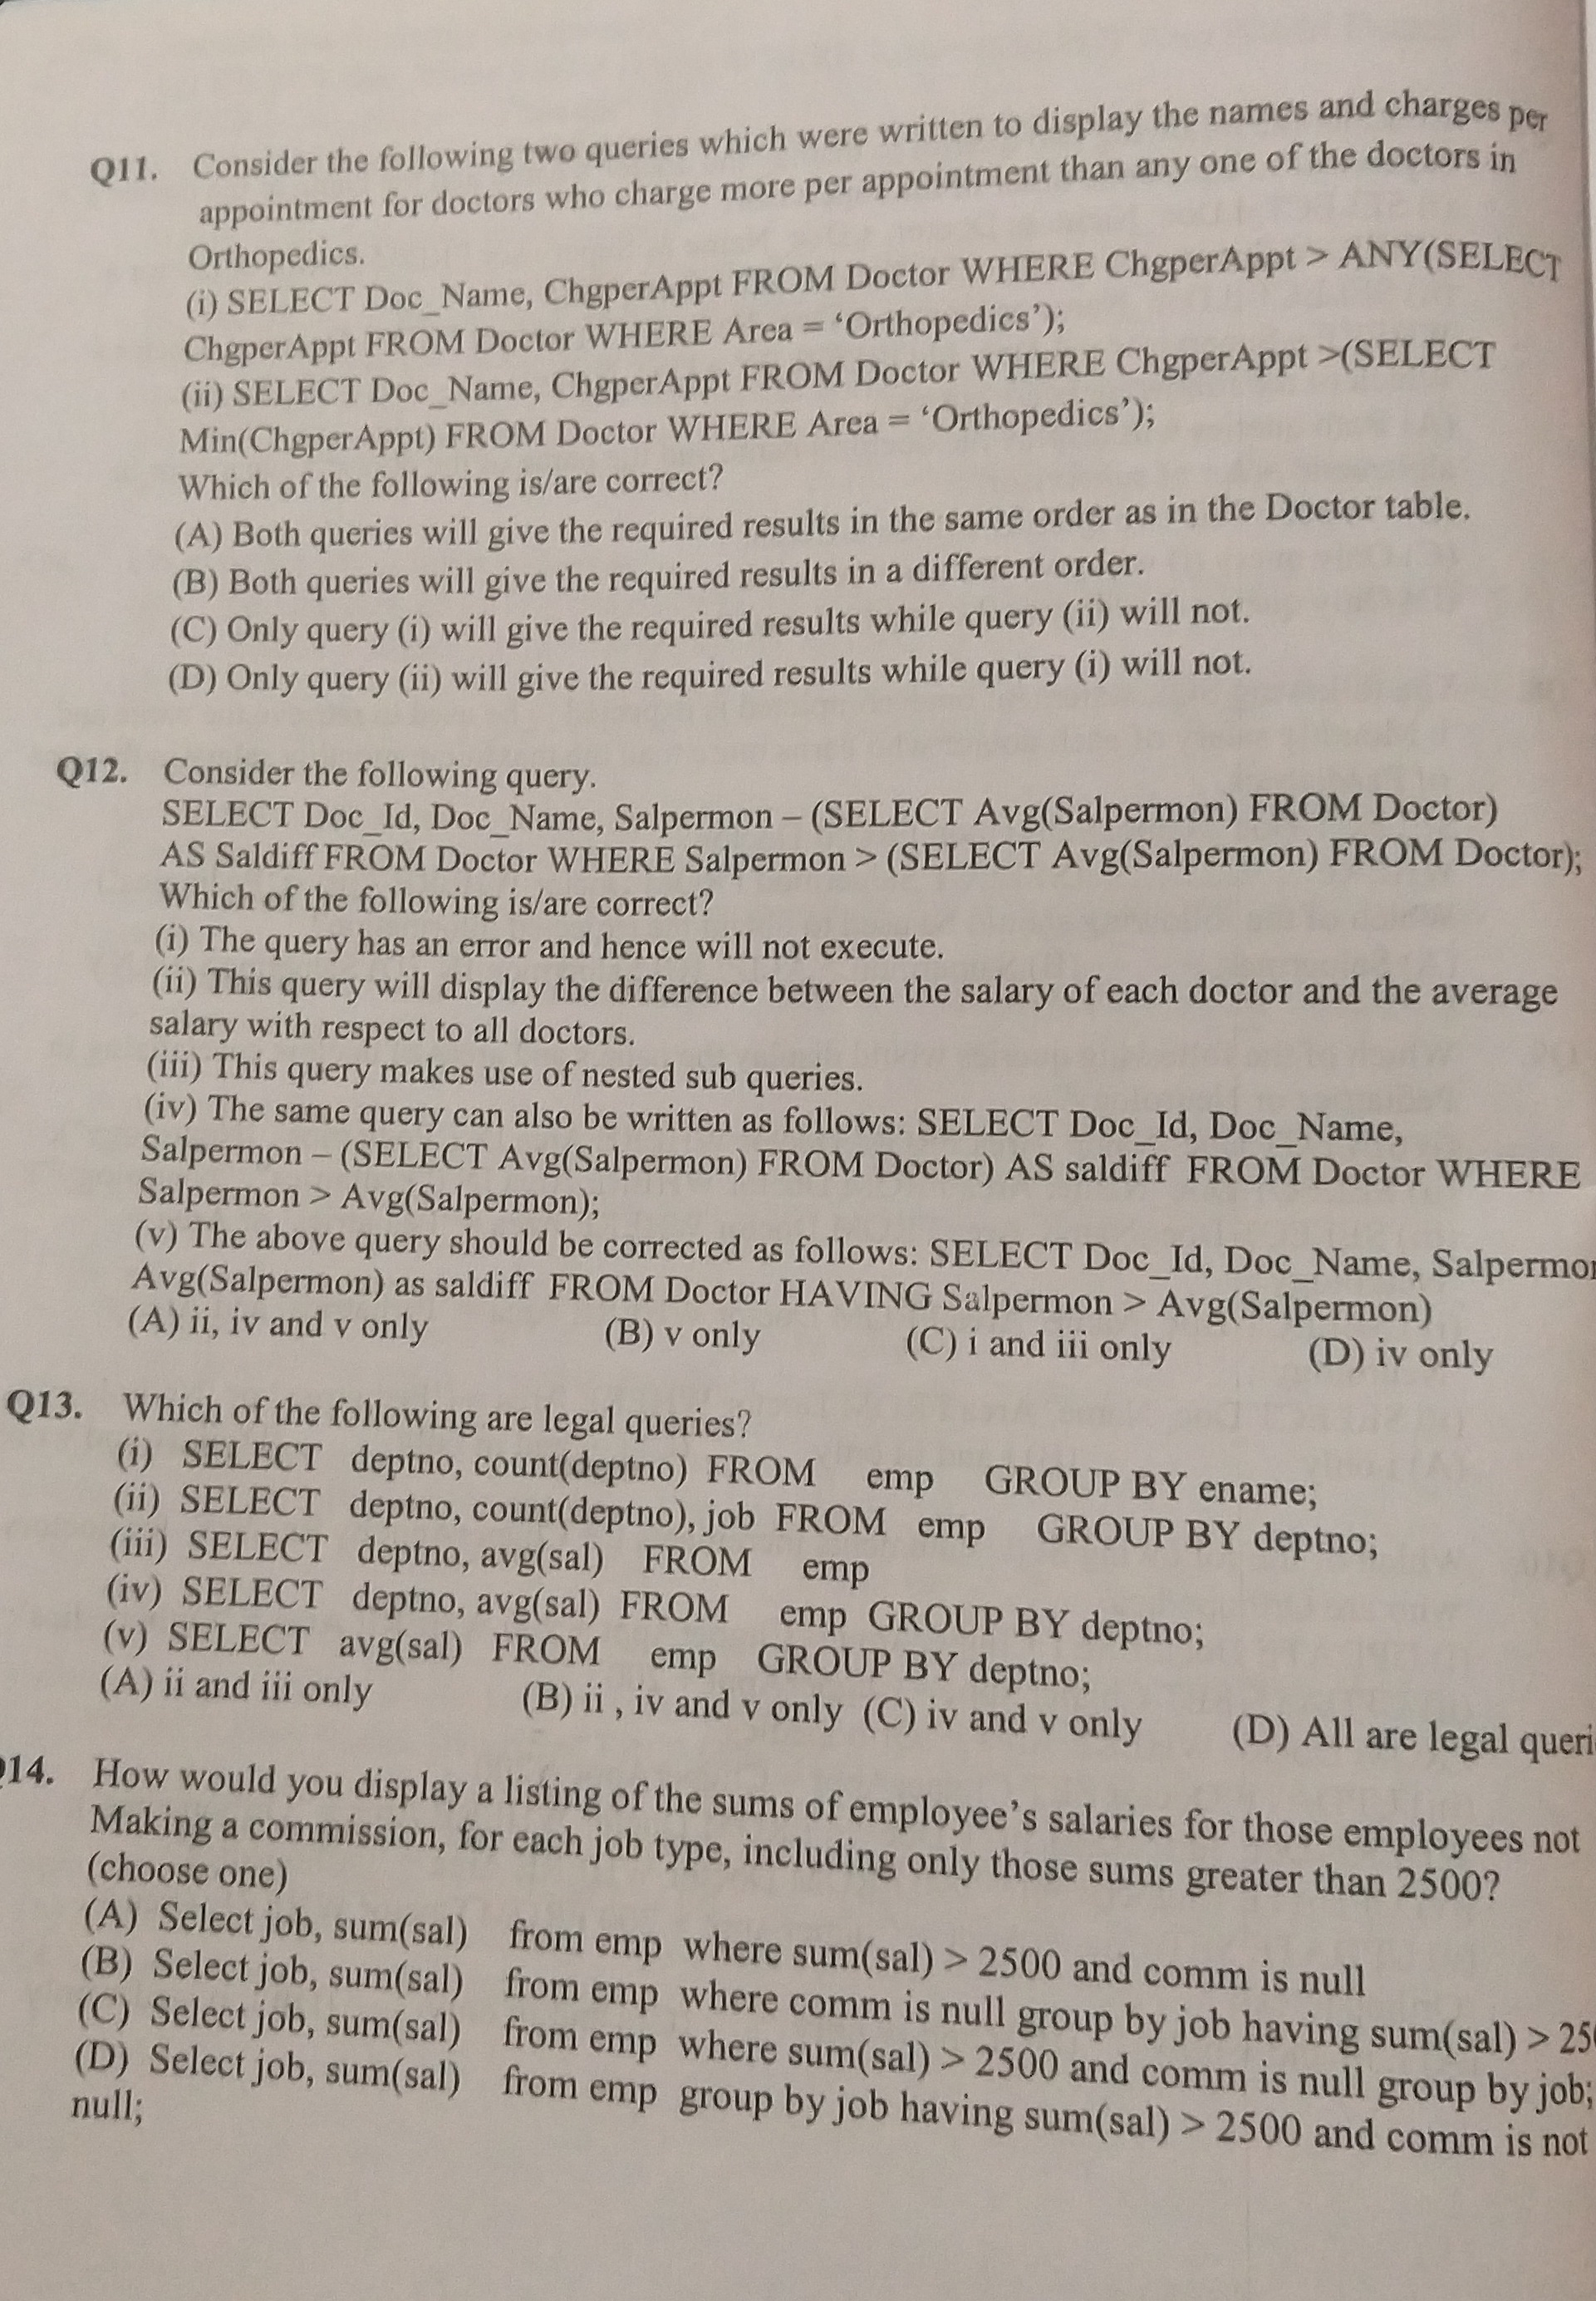 Q11. Consider the following two queries which were written to display the names and charges per
appointment for doctors who charge more per appointment than any one of the doctors in
Orthopedics.
(i) SELECT Doc_Name, ChgperAppt FROM Doctor WHERE ChgperAppt > ANY(SELECT
ChgperAppt FROM Doctor WHERE Area = ‘Orthopedics’);
(ii) SELECT Doc_Name, ChgperAppt FROM Doctor WHERE ChgperAppt >(SELECT
Min(ChgperAppt) FROM Doctor WHERE Area = ‘Orthopedics’);
Which of the following is/are correct?
(A) Both queries will give the required results in the same order as in the Doctor table.
(B) Both queries will give the required results in a different order.
(C) Only query (i) will give the required results while query (ii) will not.
(D) Only query (ii) will give the required results while query (i) will not.
Q12. Consider the following query.
SELECT Doc_Id, Doc_Name, Salpermon – (SELECT Avg(Salpermon) FROM Doctor)
AS Saldiff FROM Doctor WHERE Salpermon > (SELECT Avg(Salpermon) FROM Doctor);
Which of the following is/are correct?
(i) The query has an error and hence will not execute.
(ii) This query will display the difference between the salary of each doctor and the average
salary with respect to all doctors.
(iii) This query makes use of nested sub queries.
(iv) The same query can also be written as follows: SELECT Doc_Id, Doc_Name,
Salpermon – (SELECT Avg(Salpermon) FROM Doctor) AS saldiff FROM Doctor WHERE
Salpermon > Avg(Salpermon);
(v) The above query should be corrected as follows: SELECT Doc_Id, Doc_Name, Salpermon
Avg(Salpermon) as saldiff FROM Doctor HAVING Salpermon > Avg(Salpermon)
(A) ii, iv and v only (B) v only (C) i and iii only (D) iv only
Q13. Which of the following are legal queries?
(i) SELECT deptno, count(deptno) FROM emp GROUP BY ename;
(ii) SELECT deptno, count(deptno), job FROM emp GROUP BY deptno;
(iii) SELECT deptno, avg(sal) FROM emp
(iv) SELECT deptno, avg(sal) FROM emp GROUP BY deptno;
(v) SELECT avg(sal) FROM emp GROUP BY deptno;
(A) ii and iii only (B) ii , iv and v only (C) iv and v only (D) All are legal queri
14. How would you display a listing of the sums of employee’s salaries for those employees not
Making a commission, for each job type, including only those sums greater than 2500?
(choose one)
(A) Select job, sum(sal) from emp where sum(sal) > 2500 and comm is null
(B) Select job, sum(sal) from emp where comm is null group by job having sum(sal) > 25
(C) Select job, sum(sal) from emp where sum(sal) > 2500 and comm is null group by job;
(D) Select job, sum(sal) from emp group by job having sum(sal) > 2500 and comm is not
null;